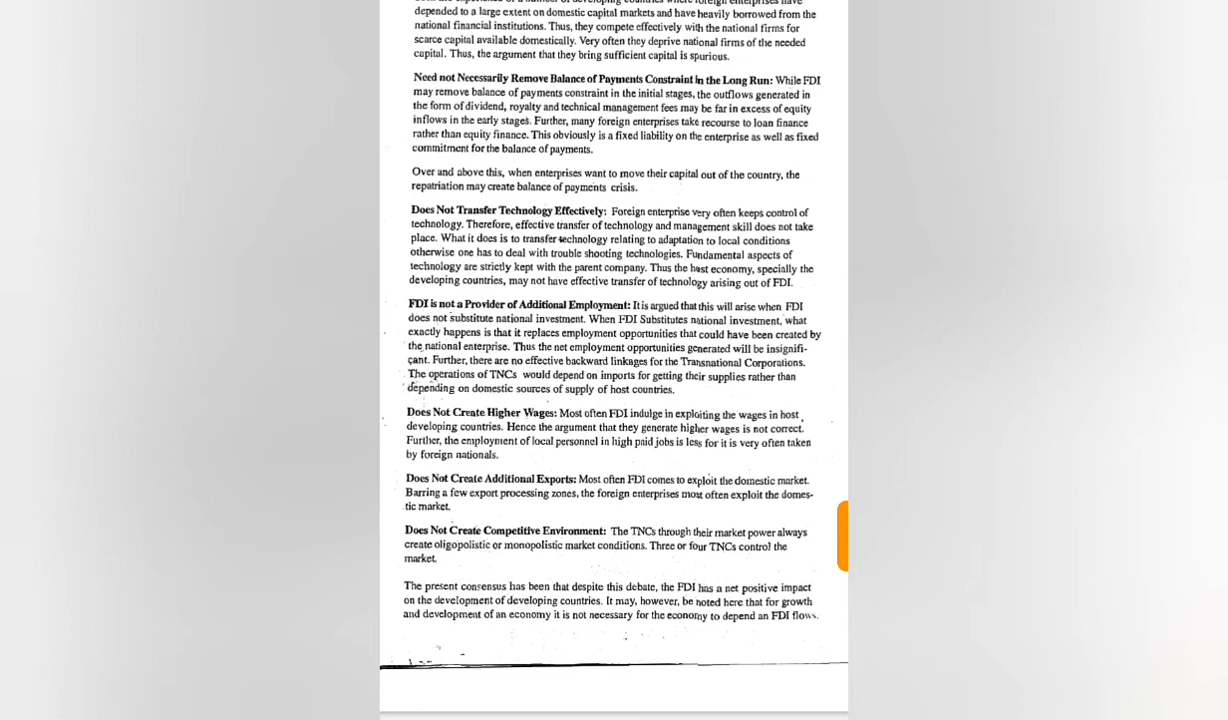 depended to a large extent on domestic capital markets and have heavily borrowed from the
national financial institutions. Thus, they compete effectively with the national firms for
scarce capital available domestically. Very often they deprive national firms of the needed
capital. Thus, the argument that they bring sufficient capital is spurious.
Need not Necessarily Remove Balance of Payments Constraint in the Long Run: While FDI
may remove balance of payments constraint in the initial stages, the outflows generated in
the form of dividend, royalty and technical management fees may be far in excess of equity
inflows in the early stages. Further, many foreign enterprises take recourse to loan finance
rather than equity finance. This obviously is a fixed liability on the enterprise as well as fixed
commitment for the balance of payments.
Over and above this, when enterprises want to move their capital out of the country, the
repatriation may create balance of payments crisis.
Does Not Transfer Technology Effectively: Foreign enterprise very often keeps control of
technology. Therefore, effective transfer of technology and management skill does not take
place. What it does is to transfer technology relating to adaptation to local conditions
otherwise one has to deal with trouble shooting technologies. Fundamental aspects of
technology are strictly kept with the parent company. Thus the host economy, specially the
developing countries, may not have effective transfer of technology arising out of FDI.
FDI is not a Provider of Additional Employment: It is argued that this will arise when FDI
does not substitute national investment. When FDI Substitutes national investment, what
exactly happens is that it replaces employment opportunities that could have been created by
the national enterprise. Thus the net employment opportunities generated will be insignifi-
cant. Further, there are no effective backward linkages for the Transnational Corporations.
The operations of TNCs would depend on imports for getting their supplies rather than
depending on domestic sources of supply of host countries.
Does Not Create Higher Wages: Most often FDI indulge in exploiting the wages in host
developing countries. Hence the argument that they generate higher wages is not correct.
Further, the employment of local personnel in high paid jobs is less for it is very often taken
by foreign nationals.
Does Not Create Additional Exports: Most often FDI comes to exploit the domestic market.
Barring a few export processing zones, the foreign enterprises most often exploit the domes-
tic market.
Does Not Create Competitive Environment: The TNCs through their market power always
create oligopolistic or monopolistic market conditions. Three or four TNCs control the
market.
The present consensus has been that despite this debate, the FDI has a net positive impact
on the development of developing countries. It may, however, be noted here that for growth
and development of an economy it is not necessary for the economy to depend an FDI flows.